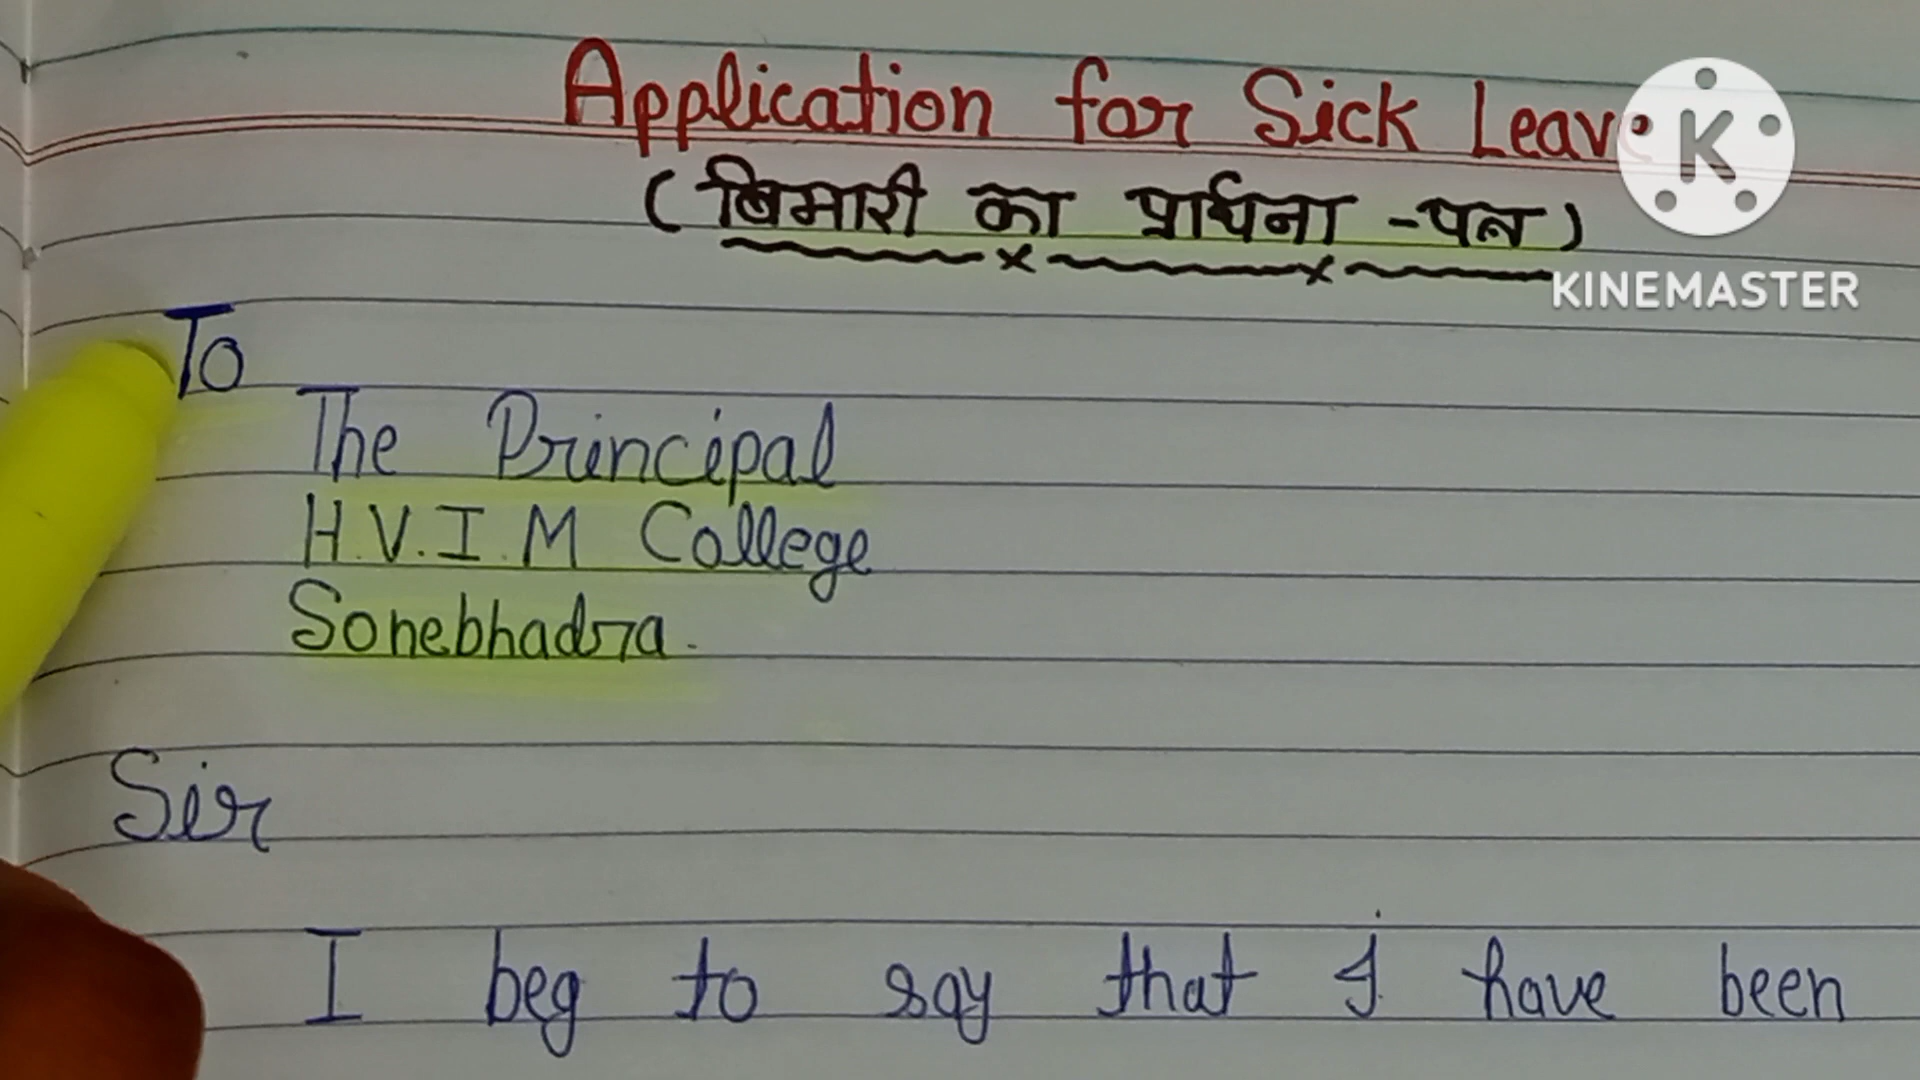 Application for Sick Leave
(बिमारी का प्रार्थना -पत्र)
To
The Principal
H.V.I.M College
Sonebhadra.
Sir
I beg to say that I have been
K
KINEMASTER